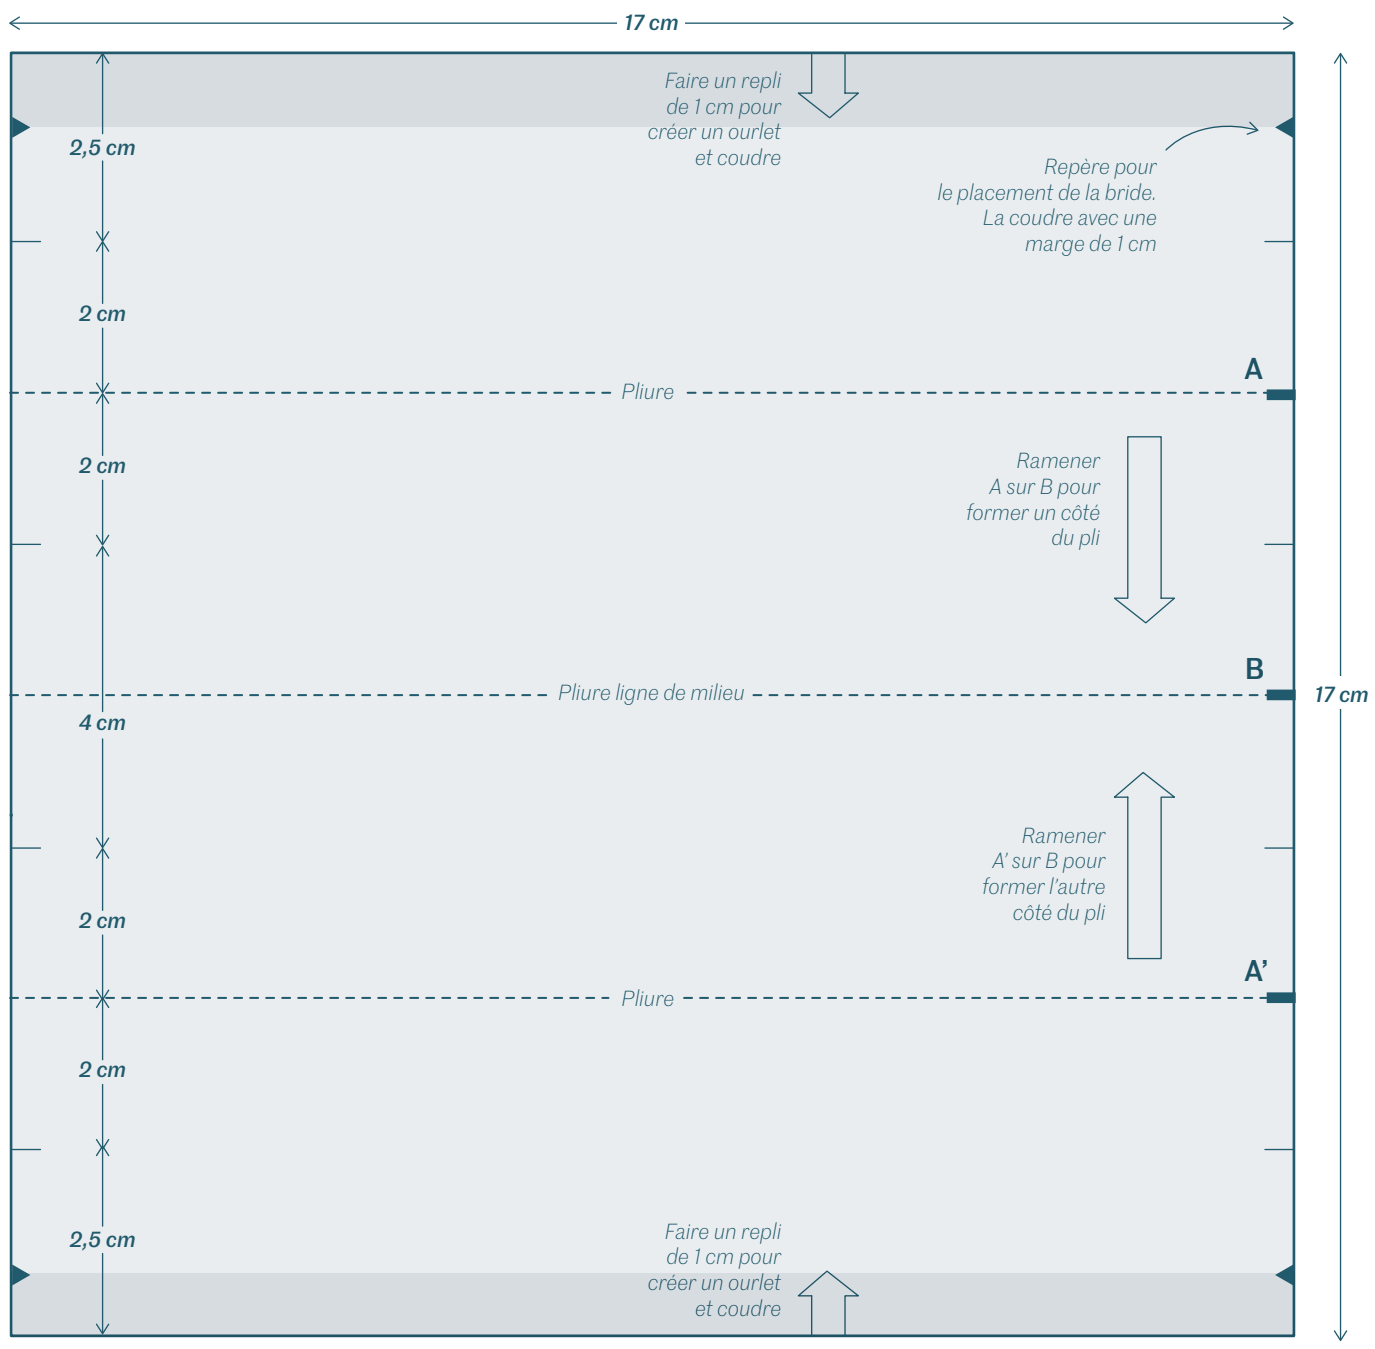 17 cm
Faire un repli
de 1 cm pour
créer un ourlet
et coudre
2,5 cm
Repère pour
le placement de la bride.
La coudre avec une
marge de 1 cm
2 cm
A
Pliure
2 cm
Ramener
A sur B pour
former un côté
du pli
B
Pliure ligne de milieu
17 cm
4 cm
Ramener
A’ sur B pour
former l’autre
côté du pli
2 cm
A’
Pliure
2 cm
2,5 cm
Faire un repli
de 1 cm pour
créer un ourlet
et coudre